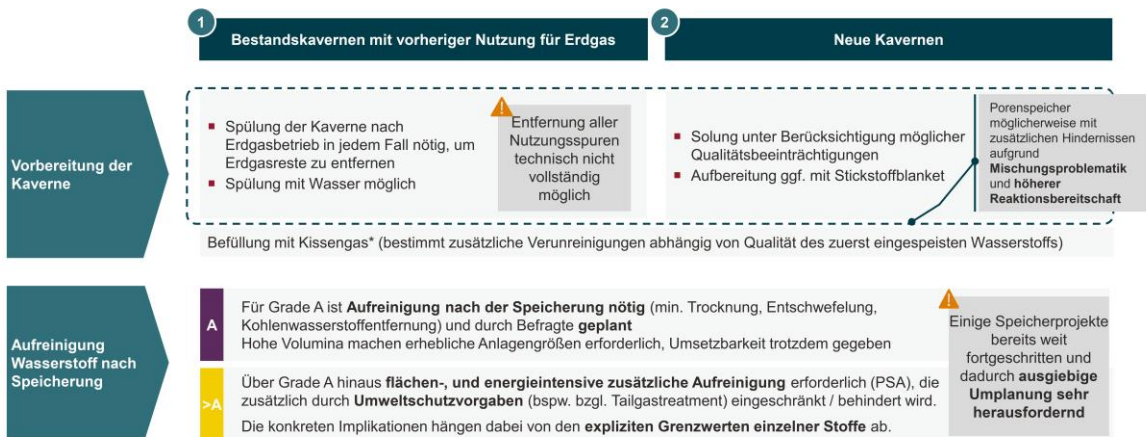 1
Bestandskavernen mit vorheriger Nutzung für Erdgas
2
Neue Kavernen
Vorbereitung der
Kaverne
Spülung der Kaverne nach
Erdgasbetrieb in jedem Fall nötig, um
Erdgasreste zu entfernen
Spülung mit Wasser möglich
!
Entfernung aller
Nutzungsspuren
technisch nicht
vollständig
möglich
Solung unter Berücksichtigung möglicher
Qualitätsbeeinträchtigungen
Aufbereitung ggf. mit Stickstoffblanket
Porenspeicher
möglicherweise mit
zusätzlichen Hindernissen
aufgrund
Mischungsproblematik
und höherer
Reaktionsbereitschaft
Befüllung mit Kissengas* (bestimmt zusätzliche Verunreinigungen abhängig von Qualität des zuerst eingespeisten Wasserstoffs)
Aufreinigung
Wasserstoff nach
Speicherung
A
Für Grade A ist Aufreinigung nach der Speicherung nötig (min. Trocknung, Entschwefelung,
Kohlenwasserstoffentfernung) und durch Befragte geplant
Hohe Volumina machen erhebliche Anlagengrößen erforderlich, Umsetzbarkeit trotzdem gegeben
>A
Über Grade A hinaus flächen-, und energieintensive zusätzliche Aufreinigung erforderlich (PSA), die
zusätzlich durch Umweltschutzvorgaben (bspw. bzgl. Tailgastreatment) eingeschränkt / behindert wird.
Die konkreten Implikationen hängen dabei von den expliziten Grenzwerten einzelner Stoffe ab.
!
Einige Speicherprojekte
bereits weit
fortgeschritten und
dadurch ausgiebige
Umplanung sehr
herausfordernd